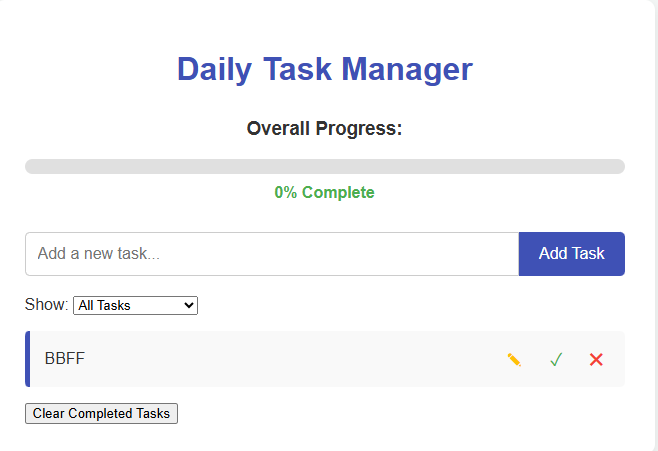 Daily Task Manager
Overall Progress:
0% Complete
Add a new task...
Add Task
Show: All Tasks
BBFF
Clear Completed Tasks